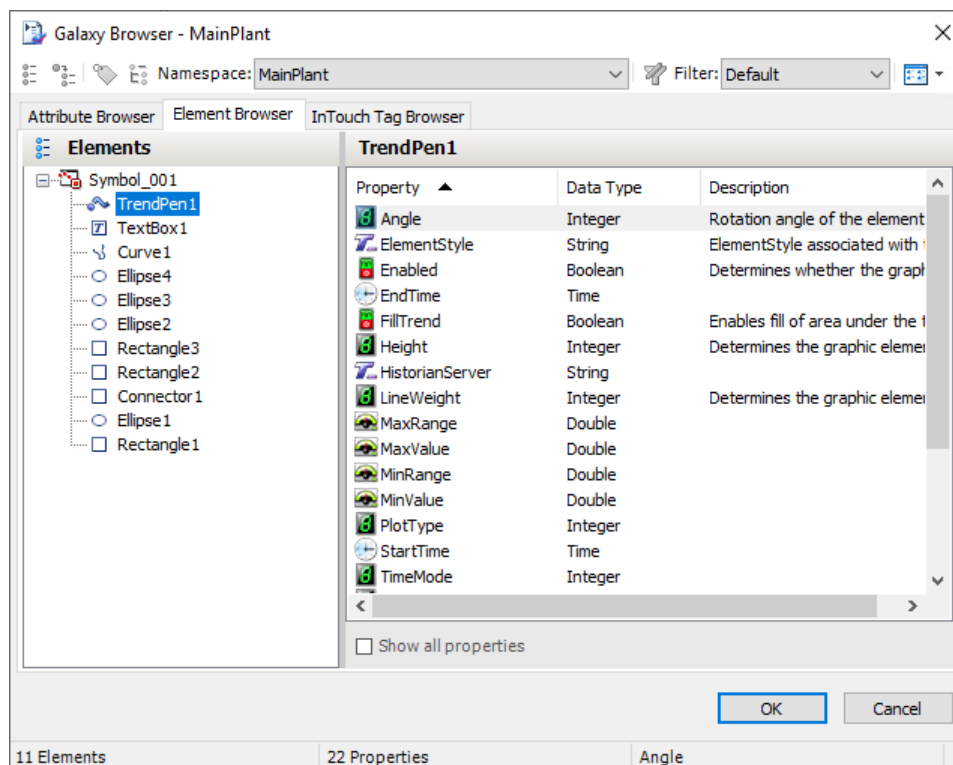 Galaxy Browser - MainPlant
Namespace: MainPlant Filter: Default
Attribute Browser Element Browser InTouch Tag Browser
Elements
Symbol_001
TrendPen1
TextBox1
Curve1
Ellipse4
Ellipse3
Ellipse2
Rectangle3
Rectangle2
Connector1
Ellipse1
Rectangle1
TrendPen1
Property Data Type Description
Angle Integer Rotation angle of the element
ElementStyle String ElementStyle associated with
Enabled Boolean Determines whether the graph
EndTime Time
FillTrend Boolean Enables fill of area under the
Height Integer Determines the graphic elemer
HistorianServer String
LineWeight Integer Determines the graphic elemer
MaxRange Double
MaxValue Double
MinRange Double
MinValue Double
PlotType Integer
StartTime Time
TimeMode Integer
Show all properties
OK Cancel
11 Elements 22 Properties Angle